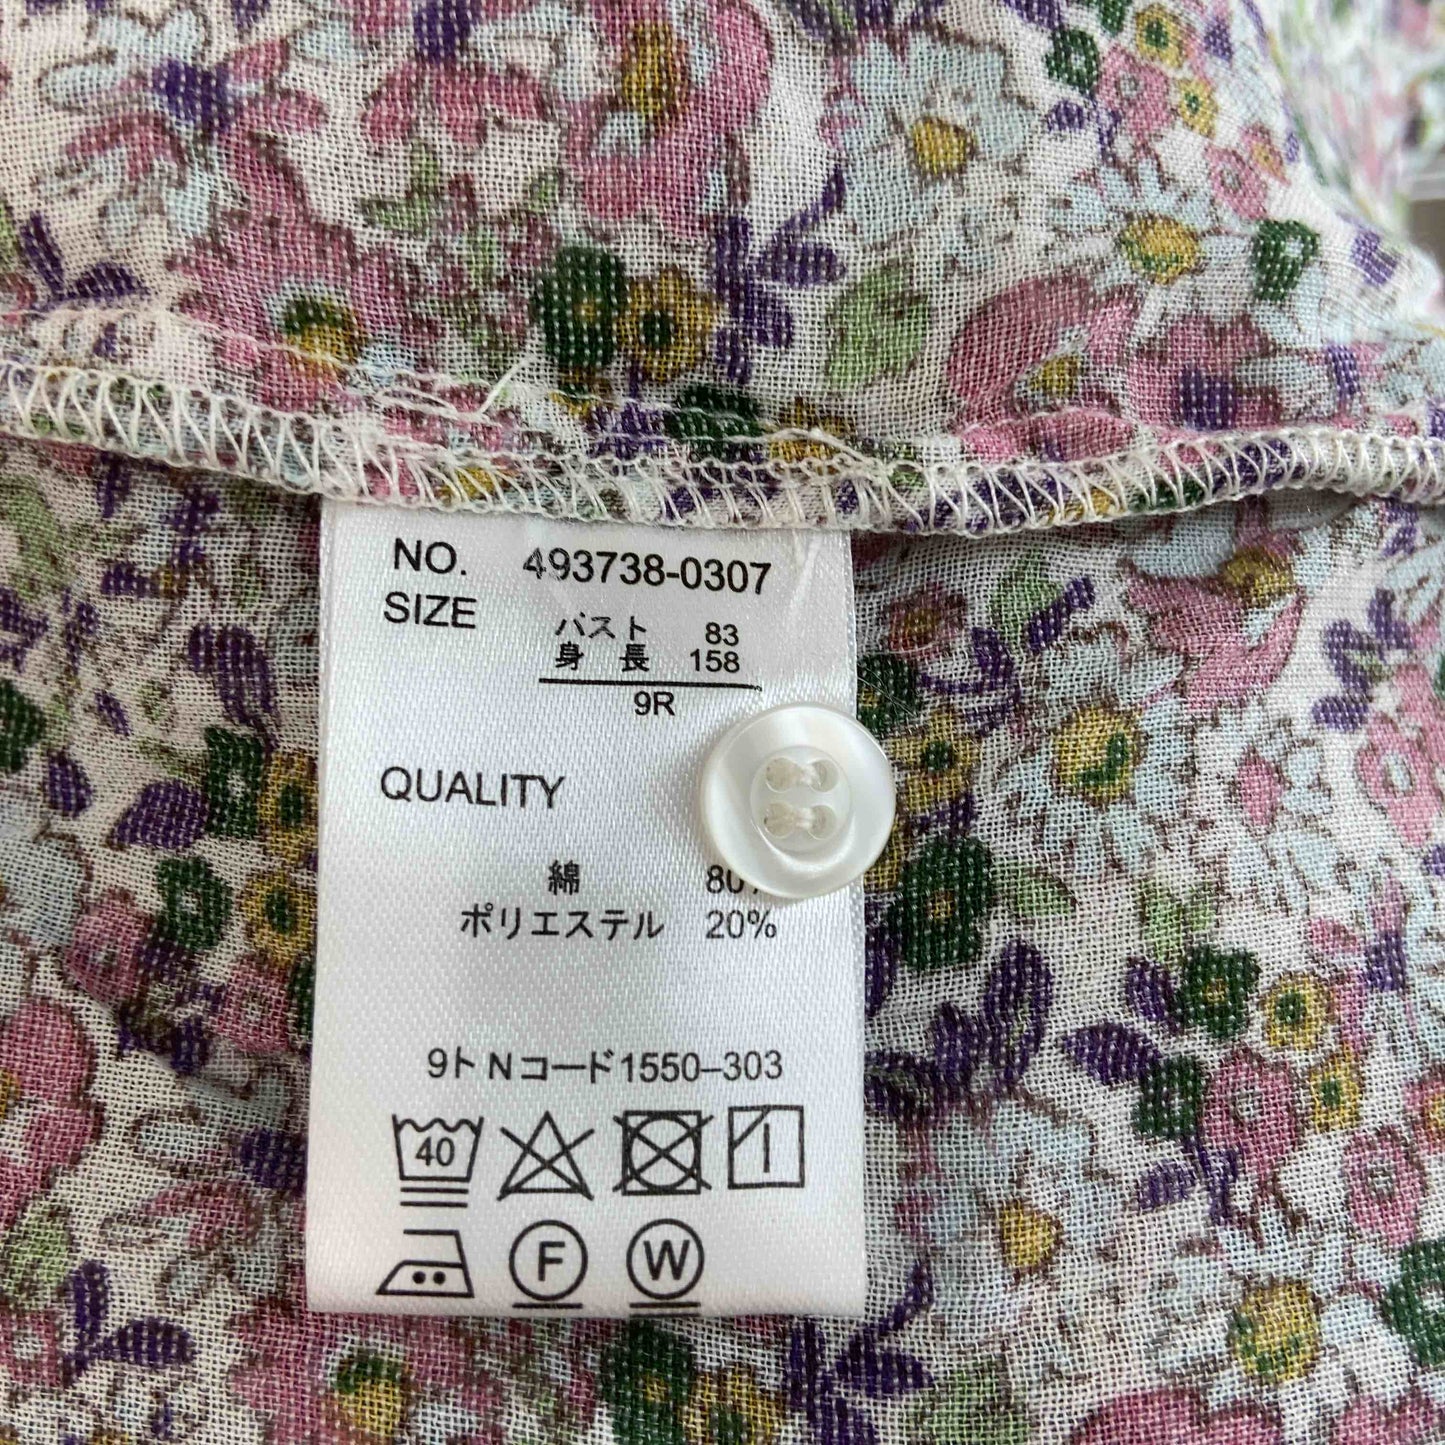 NO. 493738-0307
SIZE
バスト 83
身長 158
9R
QUALITY
綿
ポリエステル 20%
9トNコード1550–303
40
F
W